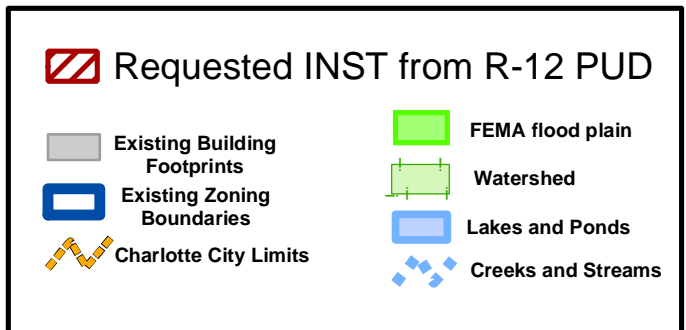 Requested INST from R-12 PUD
Existing Building
Footprints
Existing Zoning
Boundaries
Charlotte City Limits
FEMA flood plain
Watershed
Lakes and Ponds
Creeks and Streams